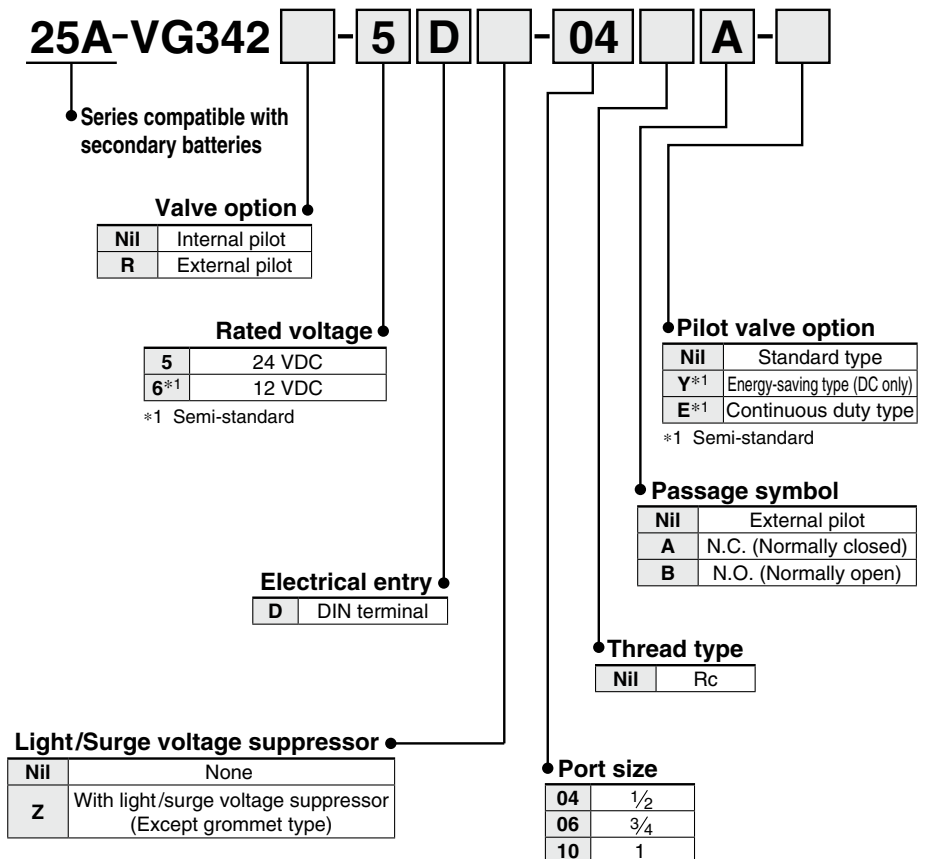 25A-VG342 - 5 D - 04 A -
Series compatible with
secondary batteries
Valve option
Nil Internal pilot
R External pilot
Rated voltage
5 24 VDC
6*1 12 VDC
*1 Semi-standard
Pilot valve option
Nil Standard type
Y*1 Energy-saving type (DC only)
E*1 Continuous duty type
*1 Semi-standard
Passage symbol
Nil External pilot
A N.C. (Normally closed)
B N.O. (Normally open)
Electrical entry
D DIN terminal
Thread type
Nil Rc
Light/Surge voltage suppressor
Nil None
Z With light/surge voltage suppressor
(Except grommet type)
Port size
04 1/2
06 3/4
10 1